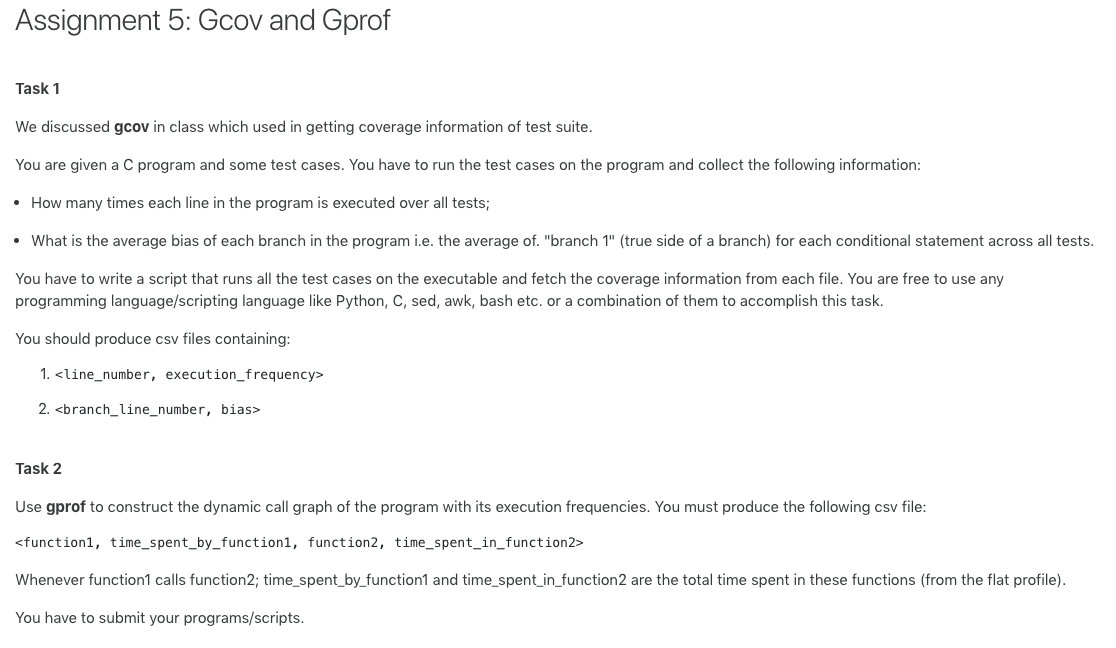 Assignment 5: Gcov and Gprof
Task 1
We discussed gcov in class which used in getting coverage information of test suite.
You are given a C program and some test cases. You have to run the test cases on the program and collect the following information:
• How many times each line in the program is executed over all tests;
• What is the average bias of each branch in the program i.e. the average of. "branch 1" (true side of a branch) for each conditional statement across all tests.
You have to write a script that runs all the test cases on the executable and fetch the coverage information from each file. You are free to use any
programming language/scripting language like Python, C, sed, awk, bash etc. or a combination of them to accomplish this task.
You should produce csv files containing:
1. <line_number, execution_frequency>
2. <branch_line_number, bias>
Task 2
Use gprof to construct the dynamic call graph of the program with its execution frequencies. You must produce the following csv file:
<function1, time_spent_by_function1, function2, time_spent_in_function2>
Whenever function1 calls function2; time_spent_by_function1 and time_spent_in_function2 are the total time spent in these functions (from the flat profile).
You have to submit your programs/scripts.